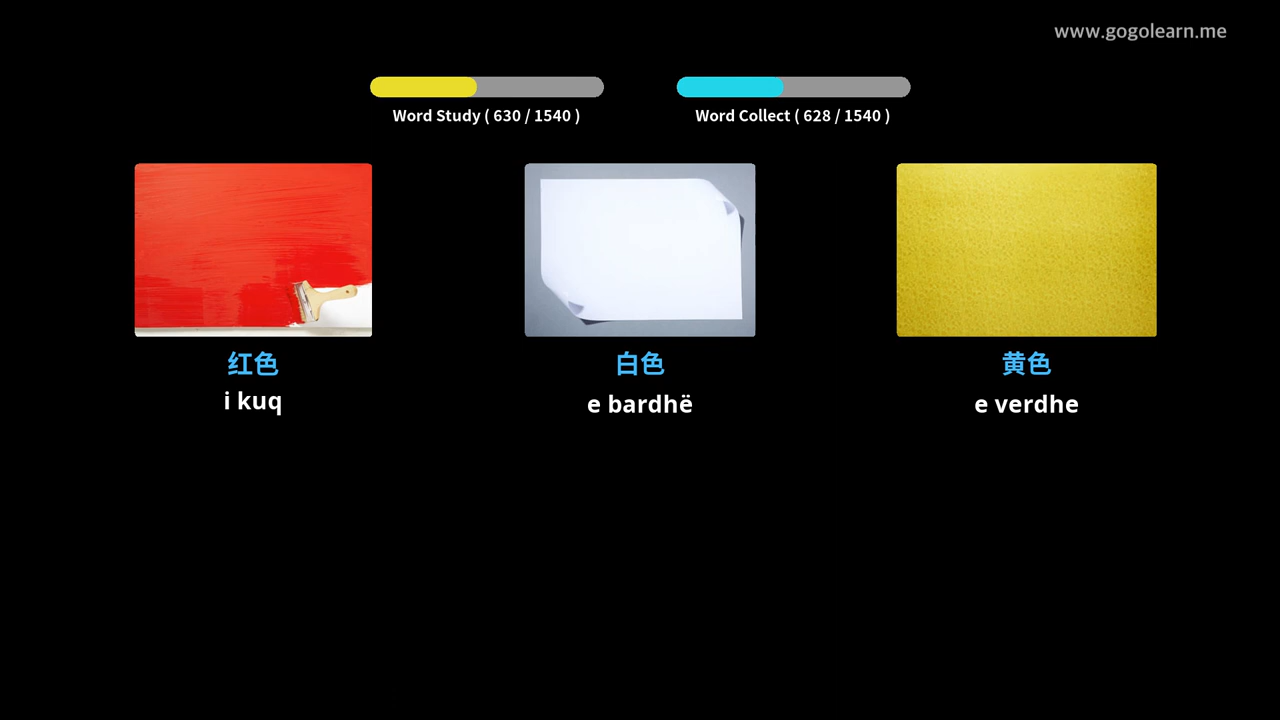 www.gogolearn.me
Word Study ( 630 / 1540 )
Word Collect ( 628 / 1540 )
红色
白色
黄色
i kuq
e bardhë
e verdhe